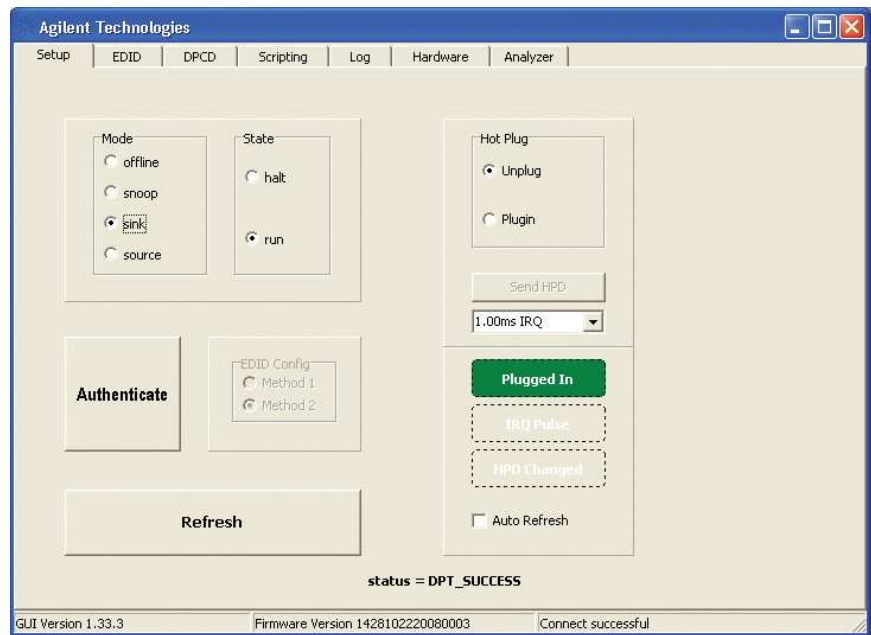 Agilent Technologies
Setup EDID DPCD Scripting Log Hardware Analyzer
Mode
offline
snoop
sink
source
State
halt
run
Hot Plug
Unplug
Plugin
Send HPD
1.00ms IRQ
Authenticate
EDID Config
Method 1
Method 2
Plugged In
IRQ Pulse
HPD Changed
Refresh
Auto Refresh
status = DPT_SUCCESS
GUI Version 1.33.3 Firmware Version 1428102220080003 Connect successful